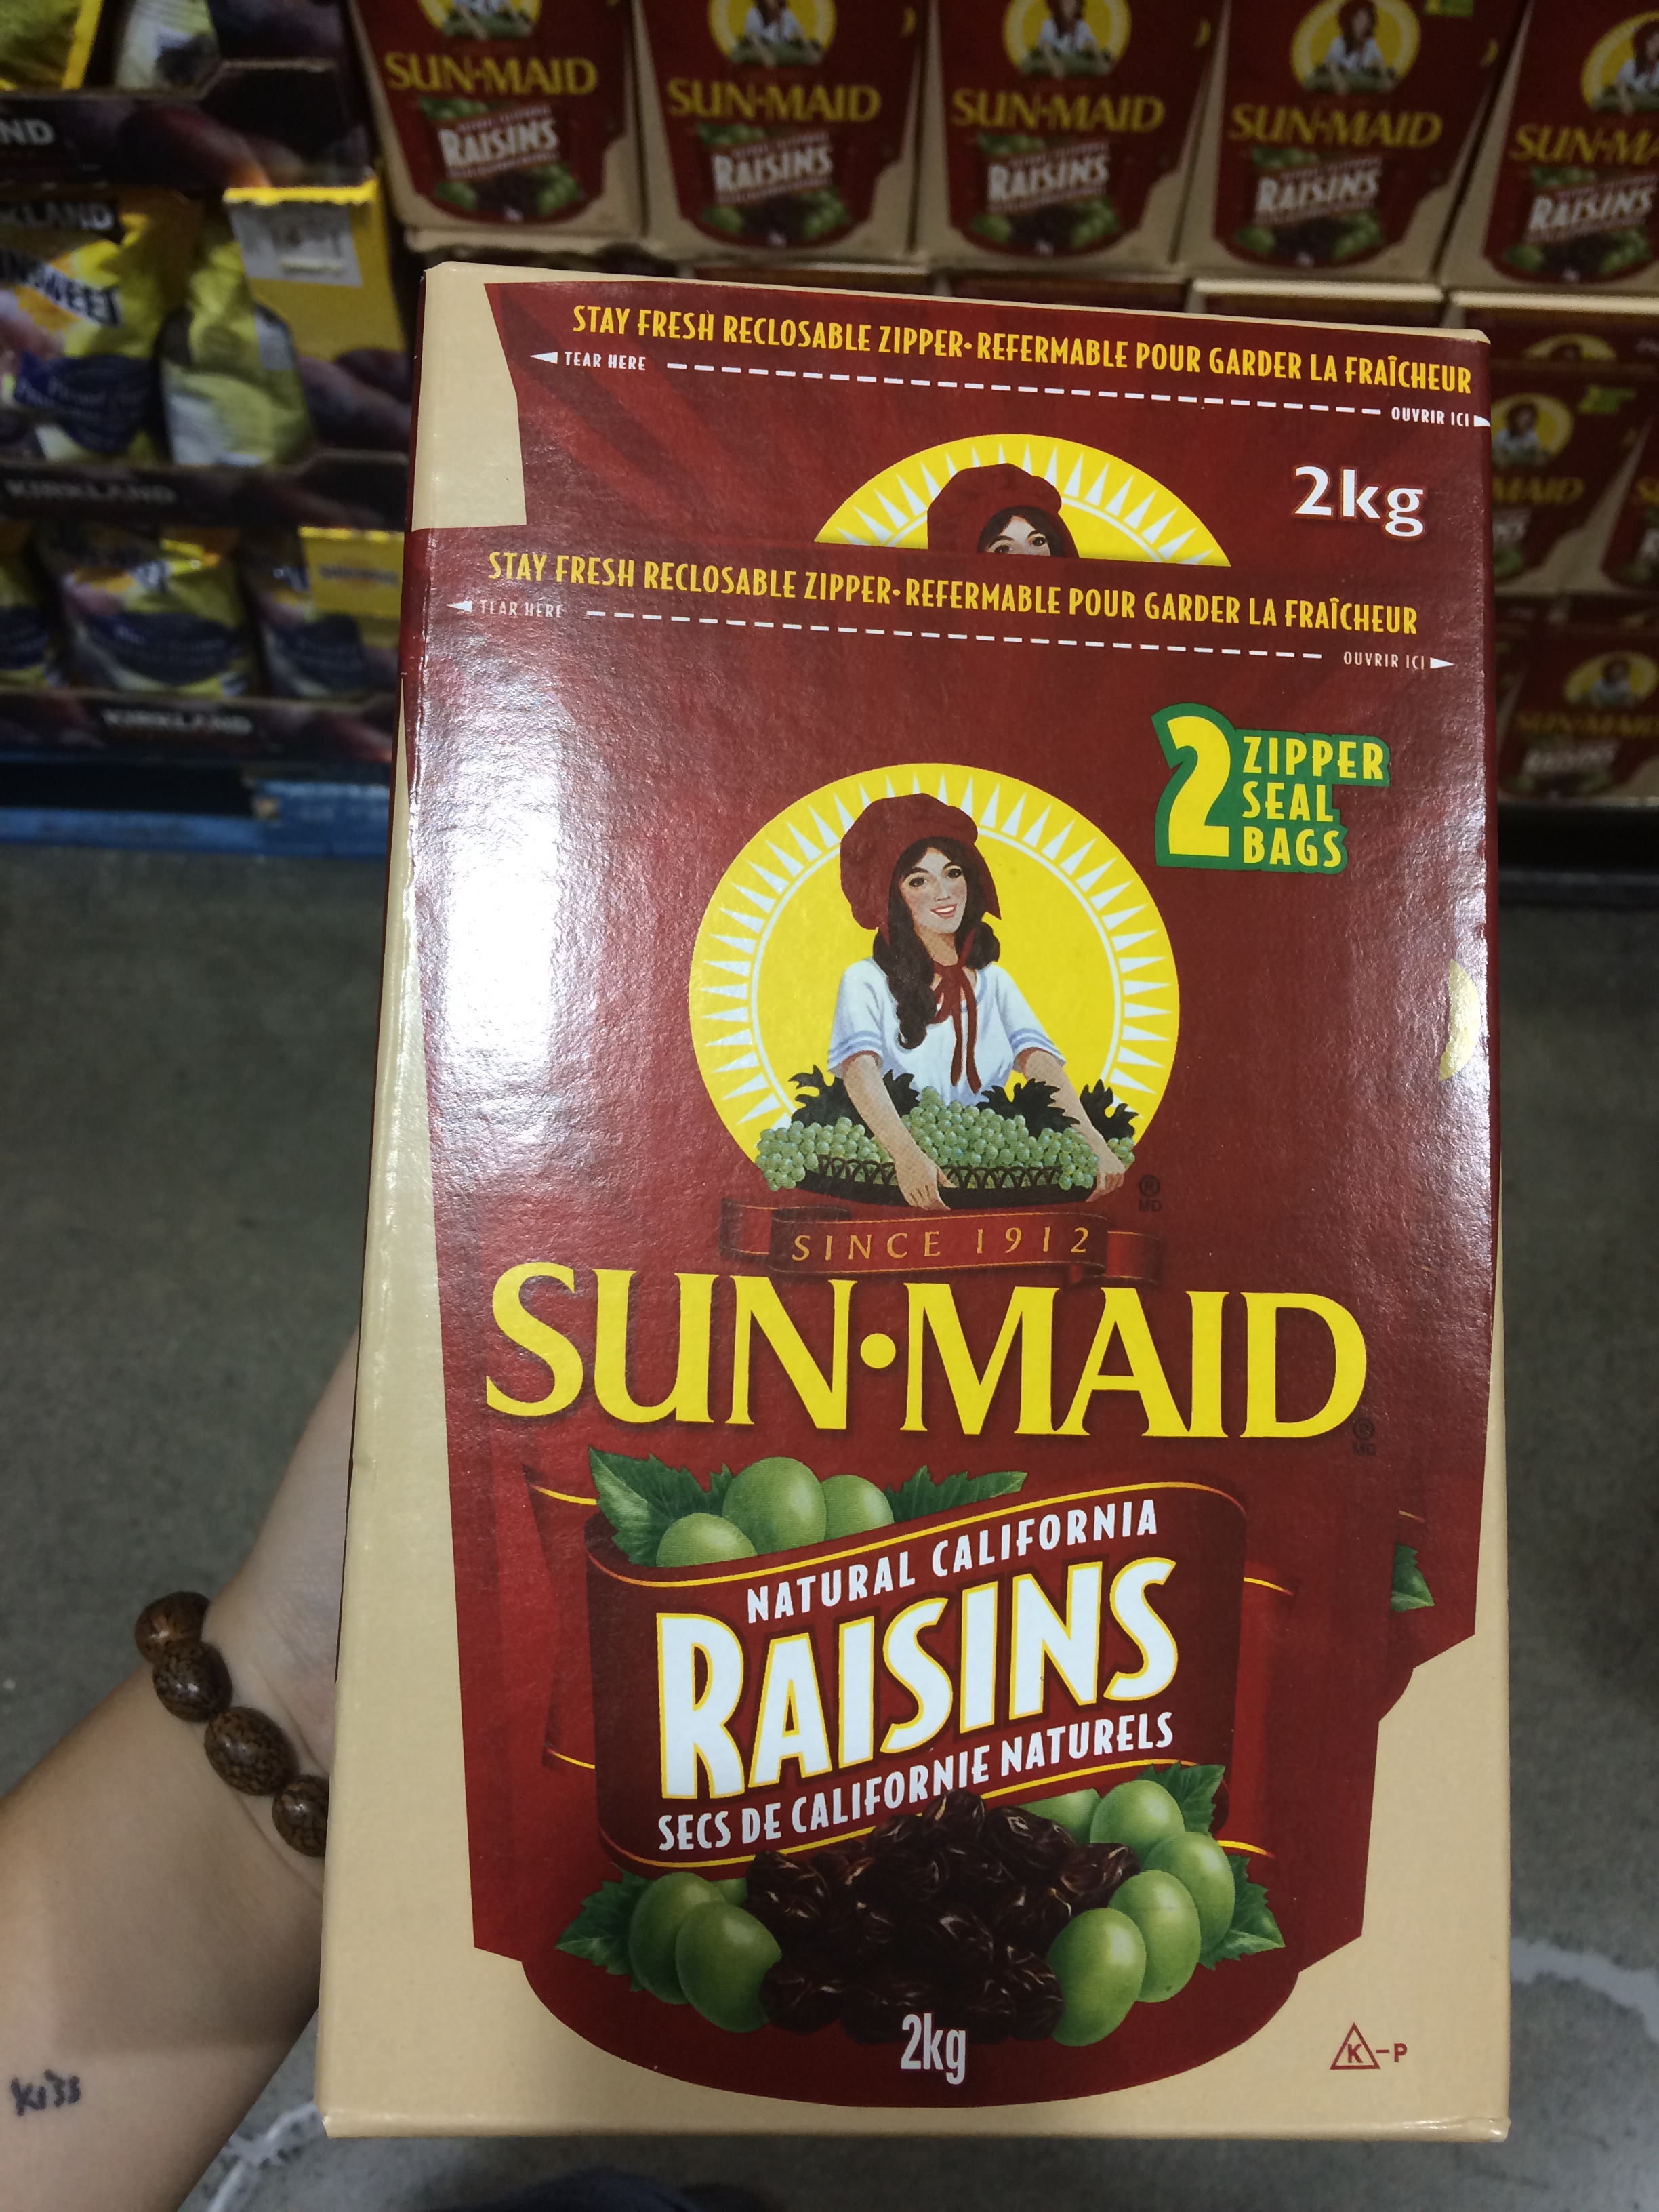 SUN·MAID
RAISINS
SUN·MAID
RAISINS
SUN·MAID
RAISINS
SUN·MAID
RAISINS
RAISINS
KIRKLAND
KIRKLAND
STAY FRESH RECLOSABLE ZIPPER·REFERMABLE POUR GARDER LA FRAÎCHEUR
TEAR HERE
OUVRIR ICI
2kg
STAY FRESH RECLOSABLE ZIPPER·REFERMABLE POUR GARDER LA FRAÎCHEUR
TEAR HERE
OUVRIR ICI
2 ZIPPER
SEAL
BAGS
®
MD
SINCE 1912
SUN·MAID
®
MD
NATURAL CALIFORNIA
RAISINS
SECS DE CALIFORNIE NATURELS
2kg
K-P